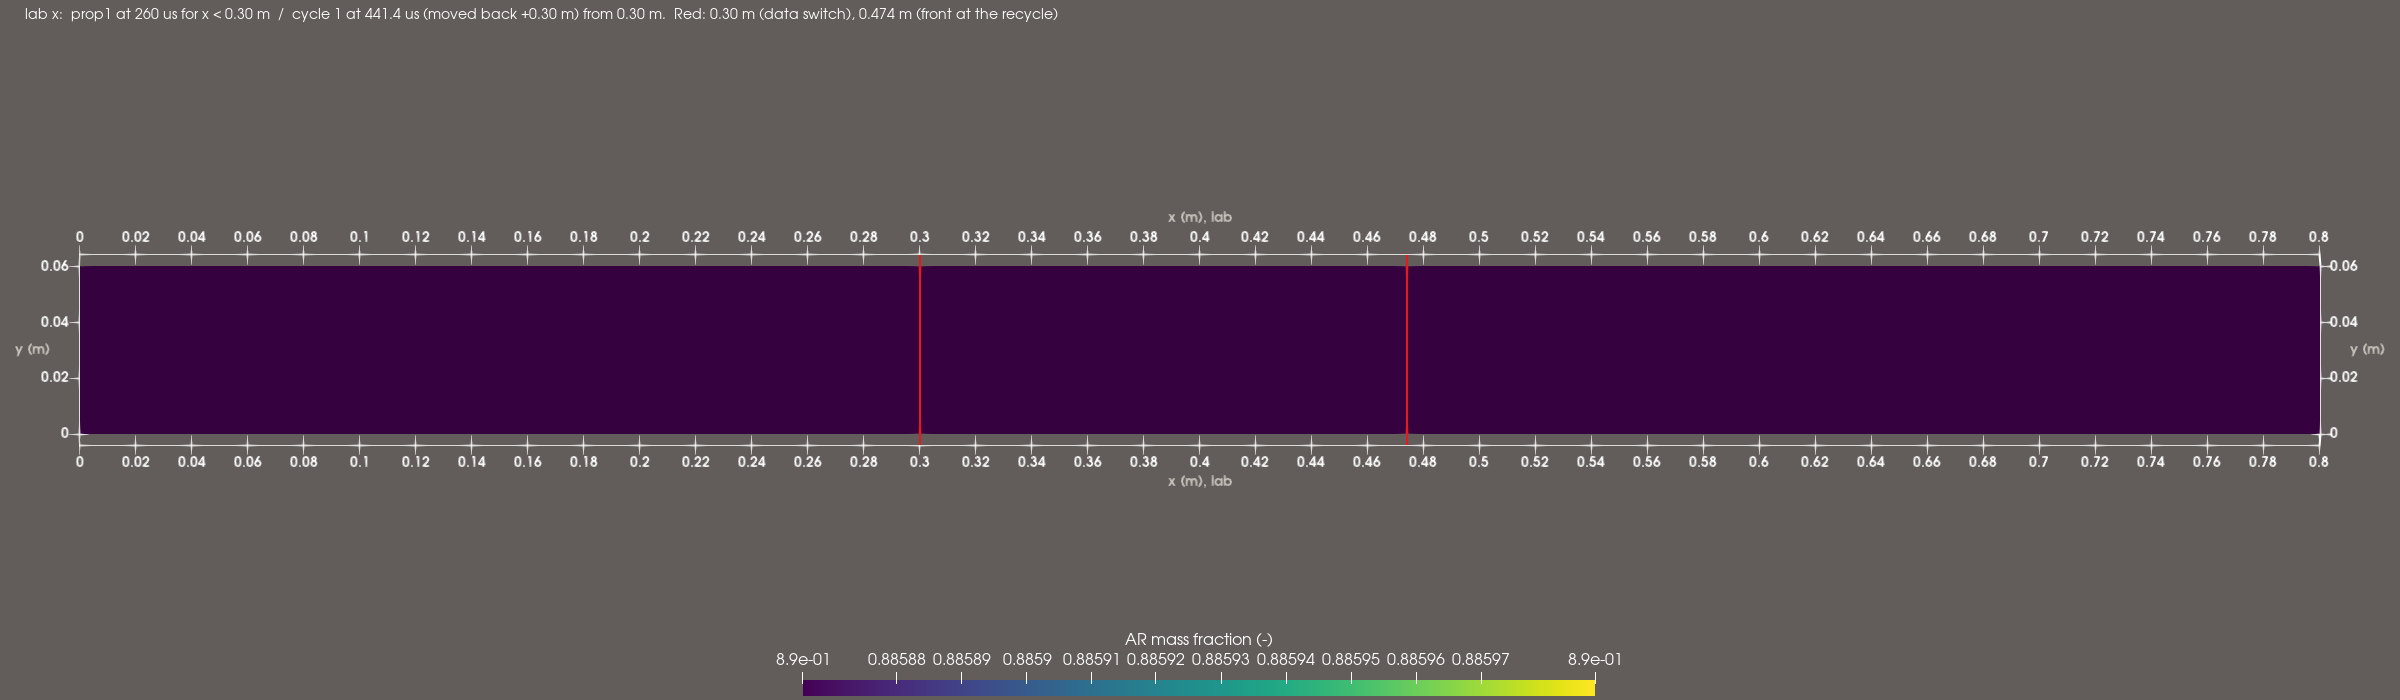 lab x:  prop1 at 260 us for x < 0.30 m  /  cycle 1 at 441.4 us (moved back +0.30 m) from 0.30 m.  Red: 0.30 m (data switch), 0.474 m (front at the recycle)
x (m), lab
0 0.02 0.04 0.06 0.08 0.1 0.12 0.14 0.16 0.18 0.2 0.22 0.24 0.26 0.28 0.3 0.32 0.34 0.36 0.38 0.4 0.42 0.44 0.46 0.48 0.5 0.52 0.54 0.56 0.58 0.6 0.62 0.64 0.66 0.68 0.7 0.72 0.74 0.76 0.78 0.8
0.06 0.06
0.04 0.04
y (m) y (m)
0.02 0.02
0 0
0 0.02 0.04 0.06 0.08 0.1 0.12 0.14 0.16 0.18 0.2 0.22 0.24 0.26 0.28 0.3 0.32 0.34 0.36 0.38 0.4 0.42 0.44 0.46 0.48 0.5 0.52 0.54 0.56 0.58 0.6 0.62 0.64 0.66 0.68 0.7 0.72 0.74 0.76 0.78 0.8
x (m), lab
AR mass fraction (-)
8.9e-01 0.88588 0.88589 0.8859 0.88591 0.88592 0.88593 0.88594 0.88595 0.88596 0.88597 8.9e-01